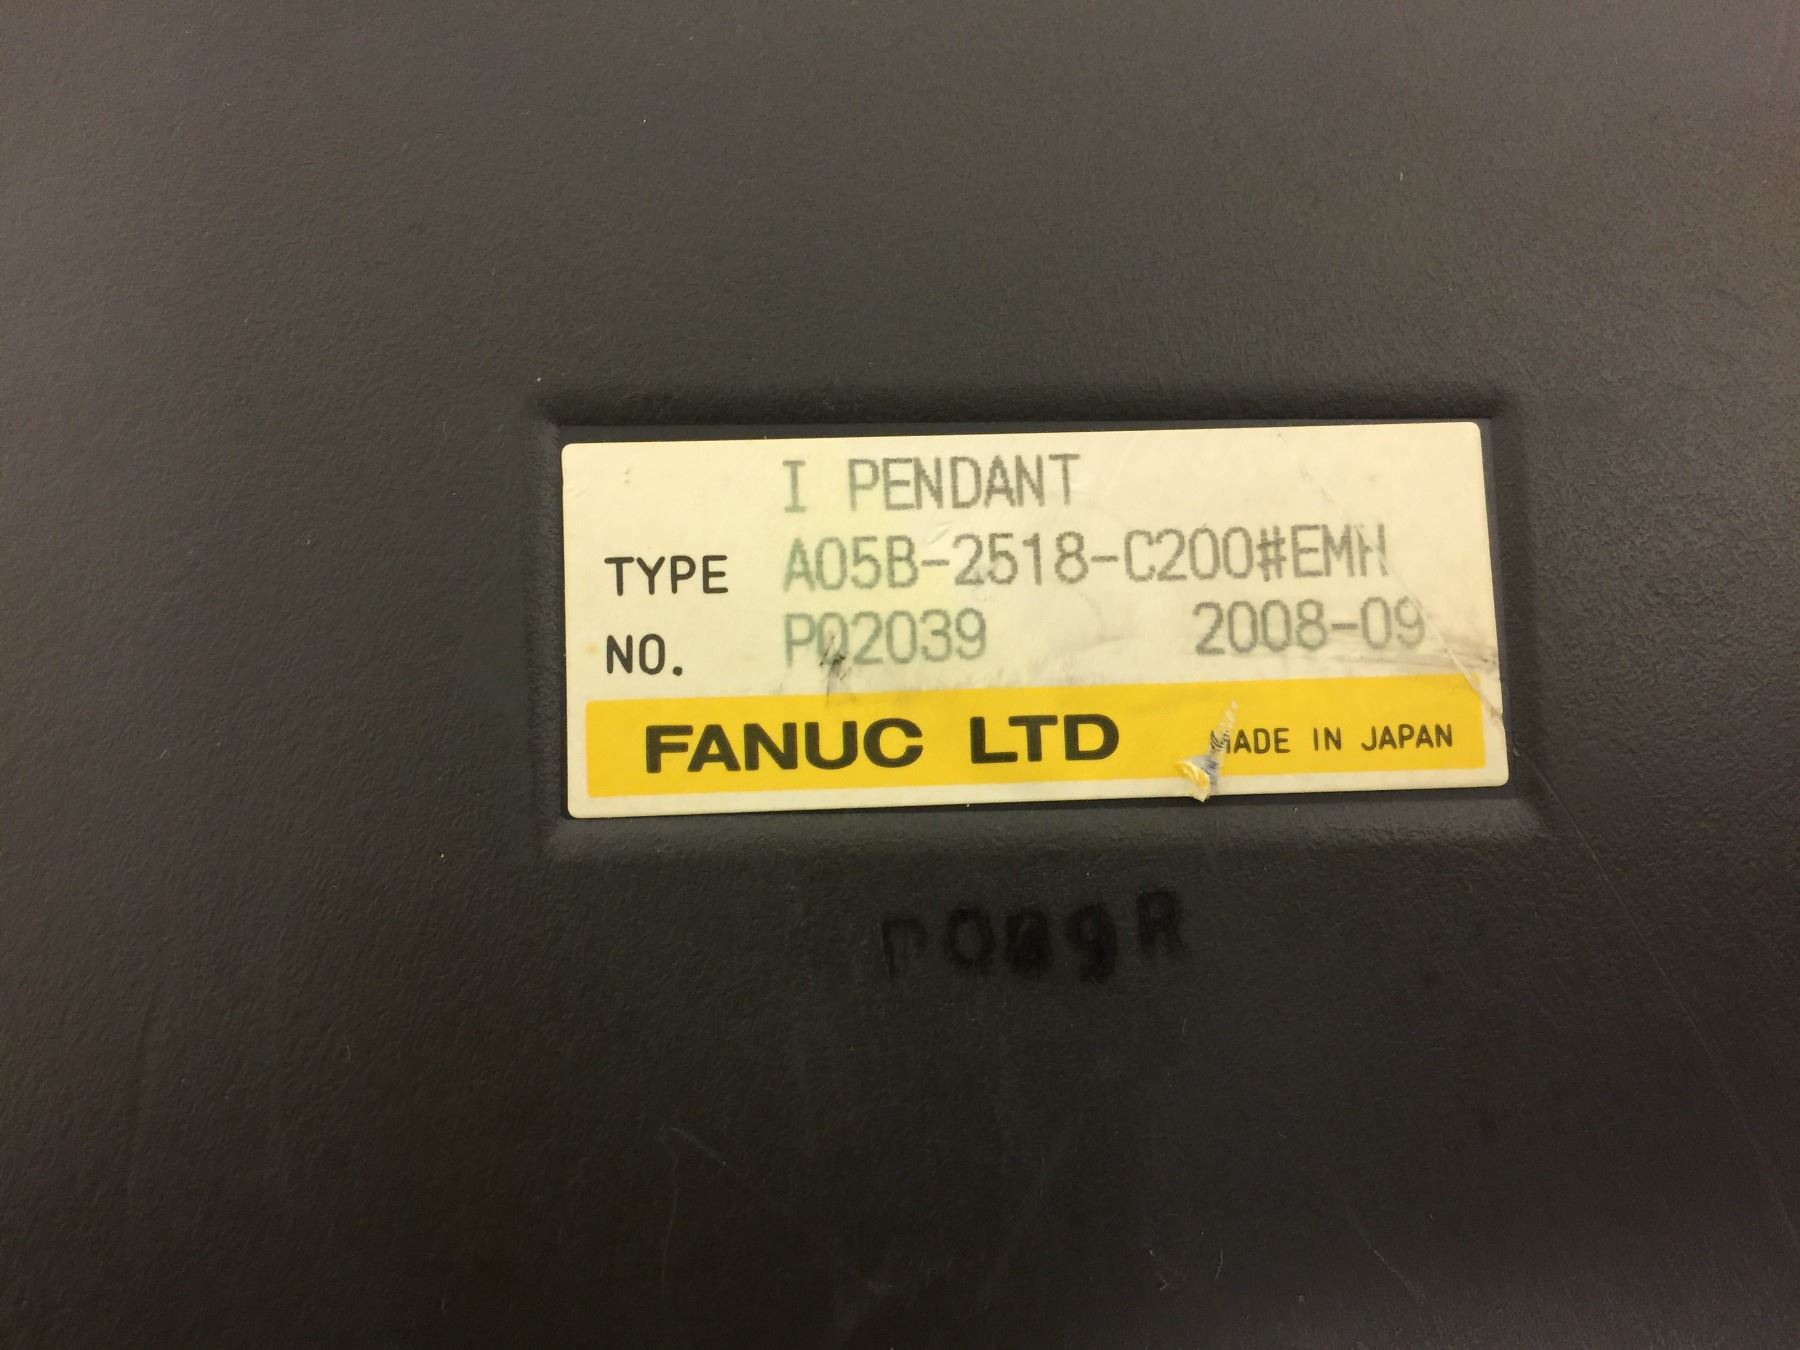 I PENDANT
TYPE A05B-2518-C200#EMH
NO. P02039 2008-09
FANUC LTD MADE IN JAPAN